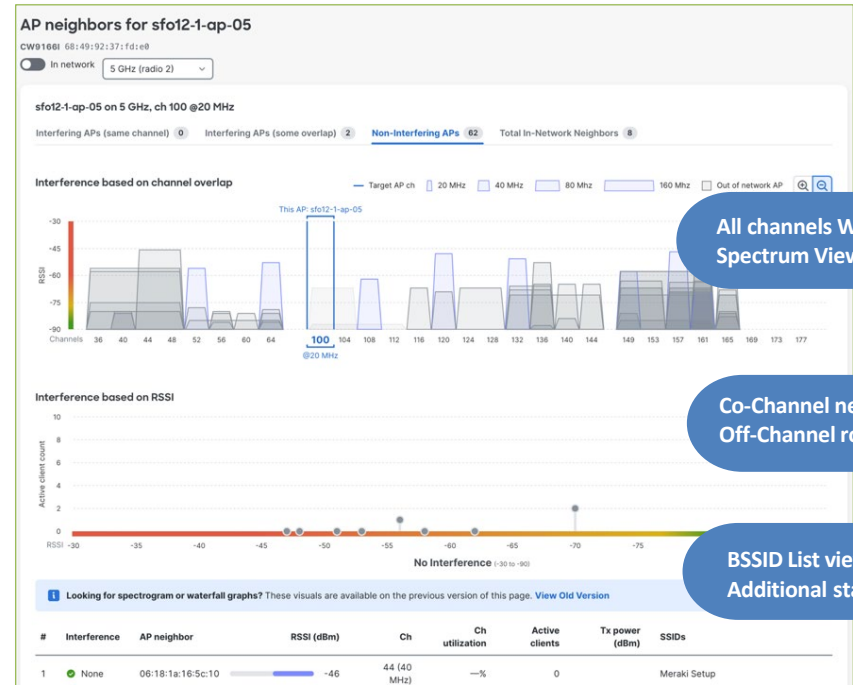 AP neighbors for sfo12-1-ap-05
CW9166I 68:49:92:37:fd:e0
In network 5 GHz (radio 2)
sfo12-1-ap-05 on 5 GHz, ch 100 @20 MHz
Interfering APs (same channel) 0 Interfering APs (some overlap) 2 Non-Interfering APs 62 Total In-Network Neighbors 8
Interference based on channel overlap
Target AP ch 20 MHz 40 MHz 80 Mhz 160 Mhz Out of network AP
This AP: sfo12-1-ap-05
-30
-45
-60
-75
-90
RSSI
Channels 36 40 44 48 52 56 60 64 100 104 108 112 116 120 124 128 132 136 140 144 149 153 157 161 165 169 173 177
@20 MHz
All channels W
Spectrum View
Interference based on RSSI
10
8
6
4
2
0
Active client count
RSSI -30 -35 -40 -45 -50 -55 -60 -65 -70 -75
No Interference (-30 to -90)
Co-Channel ne
Off-Channel ro
BSSID List vie
Additional sta
Looking for spectrogram or waterfall graphs? These visuals are available on the previous version of this page. View Old Version
# Interference AP neighbor RSSI (dBm) Ch Ch utilization Active clients Tx power (dBm) SSIDs
1 None 06:18:1a:16:5c:10 -46 44 (40 MHz) —% 0 Meraki Setup